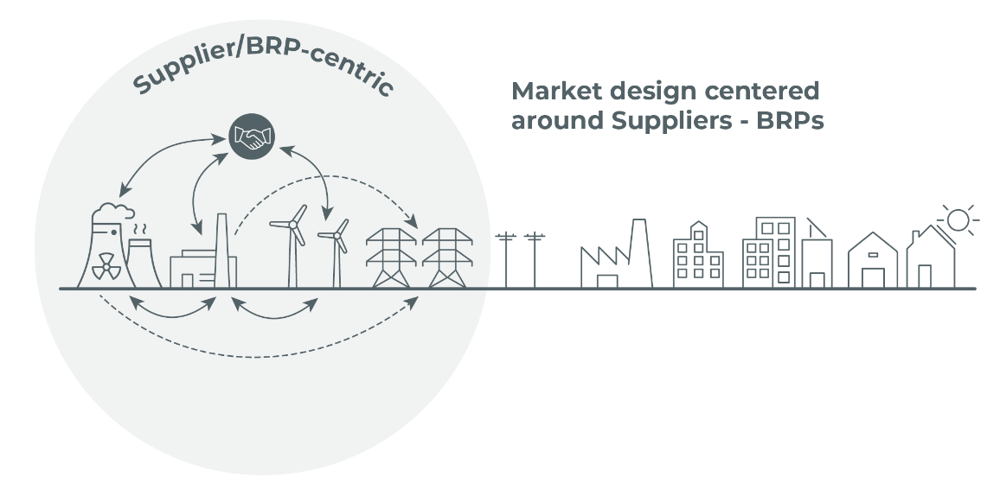 Supplier/BRP-centric
Market design centered
around Suppliers - BRPs